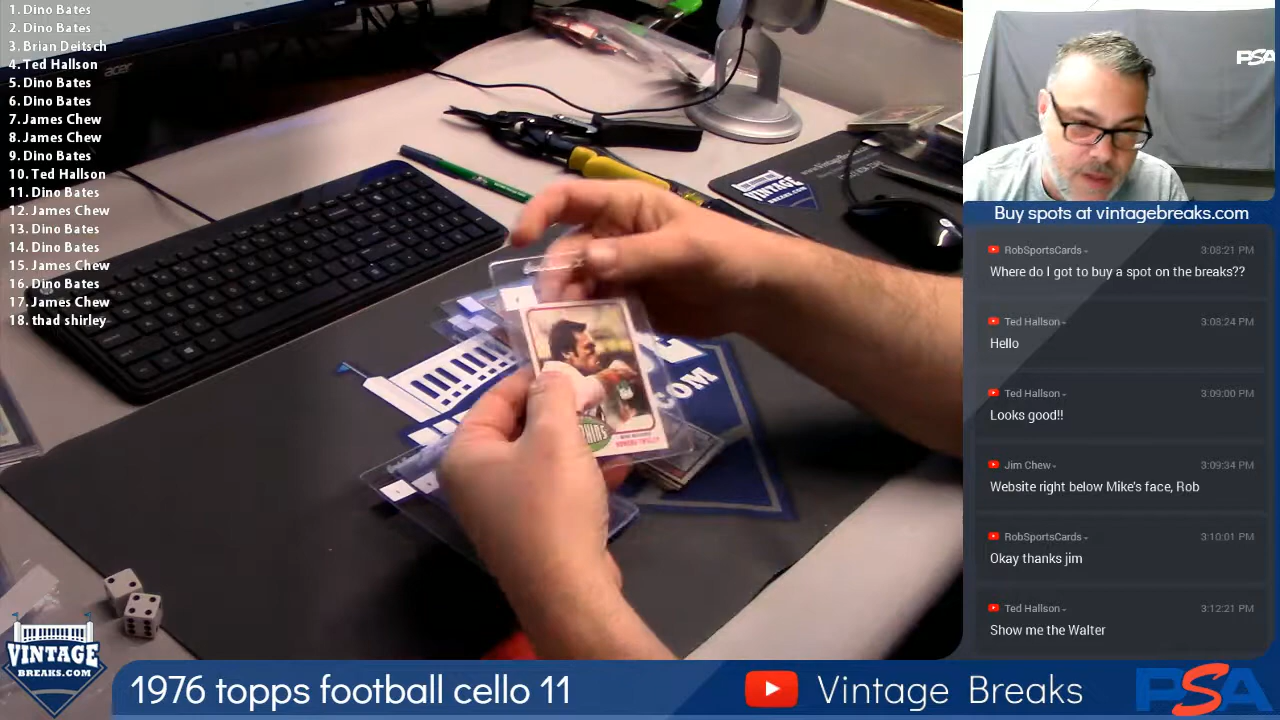 1. Dino Bates
2. Dino Bates
3. Brian Deitsch
4. Ted Hallson
5. Dino Bates
6. Dino Bates
7. James Chew
8. James Chew
9. Dino Bates
10. Ted Hallson
11. Dino Bates
12. James Chew
13. Dino Bates
14. Dino Bates
15. James Chew
16. Dino Bates
17. James Chew
18. thad shirley
acer
VINTAGE
BREAKS.COM
PSA
Buy spots at vintagebreaks.com
RobSportsCards
3:08:21 PM
Where do I got to buy a spot on the breaks??
Ted Hallson
3:08:24 PM
Hello
Ted Hallson
3:09:00 PM
Looks good!!
Jim Chew
3:09:34 PM
Website right below Mike's face, Rob
RobSportsCards
3:10:01 PM
Okay thanks jim
Ted Hallson
3:12:21 PM
Show me the Walter
.COM
VINTAGE
BREAKS.COM
1976 topps football cello 11
Vintage Breaks
PSA